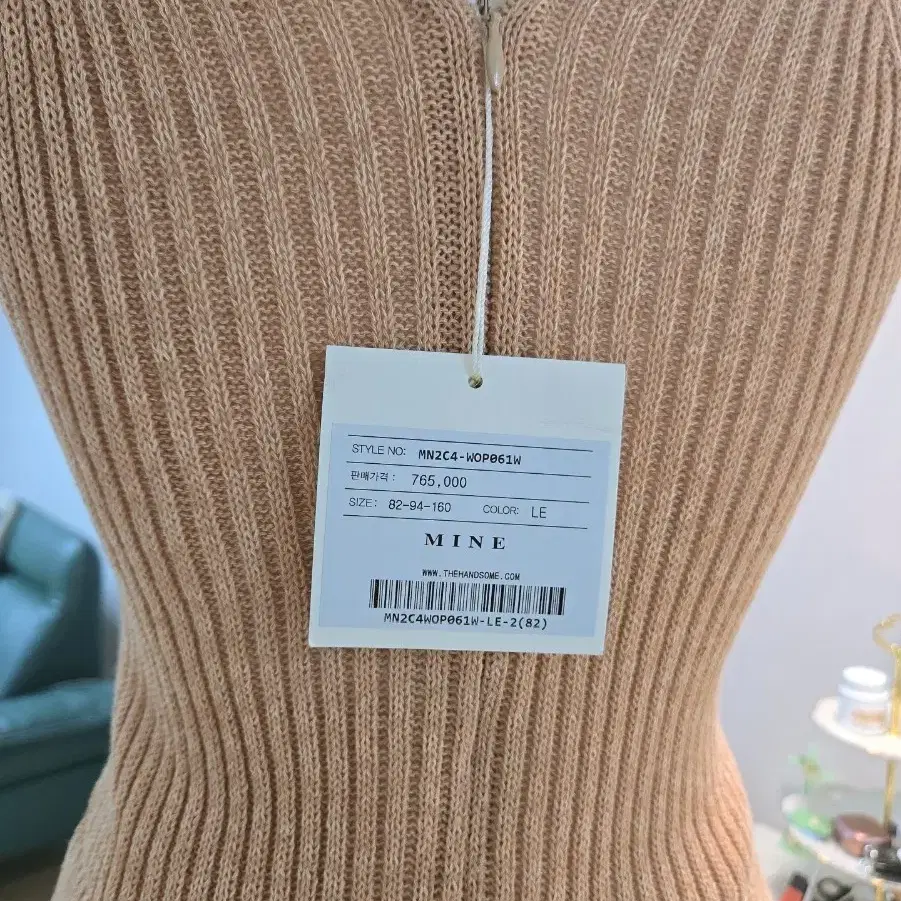 STYLE NO: MN2C4-WOP061W
판매가격 : 765,000
SIZE: 82-94-160 COLOR: LE
MINE
WWW.THEHANDSOME.COM
MN2C4WOP061W-LE-2(82)